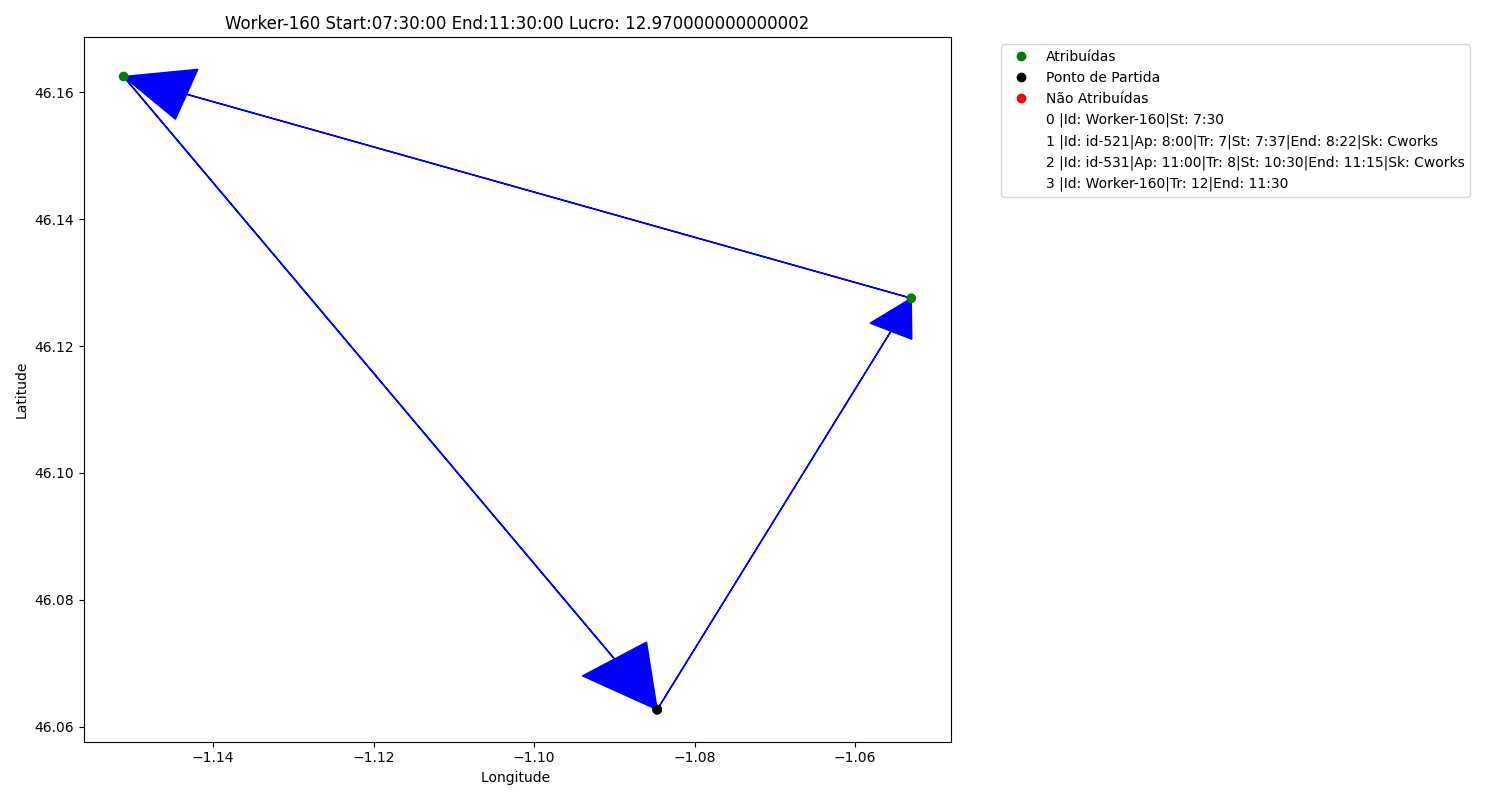 Worker-160 Start:07:30:00 End:11:30:00 Lucro: 12.970000000000002
Atribuídas
Ponto de Partida
Não Atribuídas
0 |Id: Worker-160|St: 7:30
1 |Id: id-521|Ap: 8:00|Tr: 7|St: 7:37|End: 8:22|Sk: Cworks
2 |Id: id-531|Ap: 11:00|Tr: 8|St: 10:30|End: 11:15|Sk: Cworks
3 |Id: Worker-160|Tr: 12|End: 11:30
46.16
46.14
46.12
46.10
46.08
46.06
Latitude
−1.14
−1.12
−1.10
−1.08
−1.06
Longitude